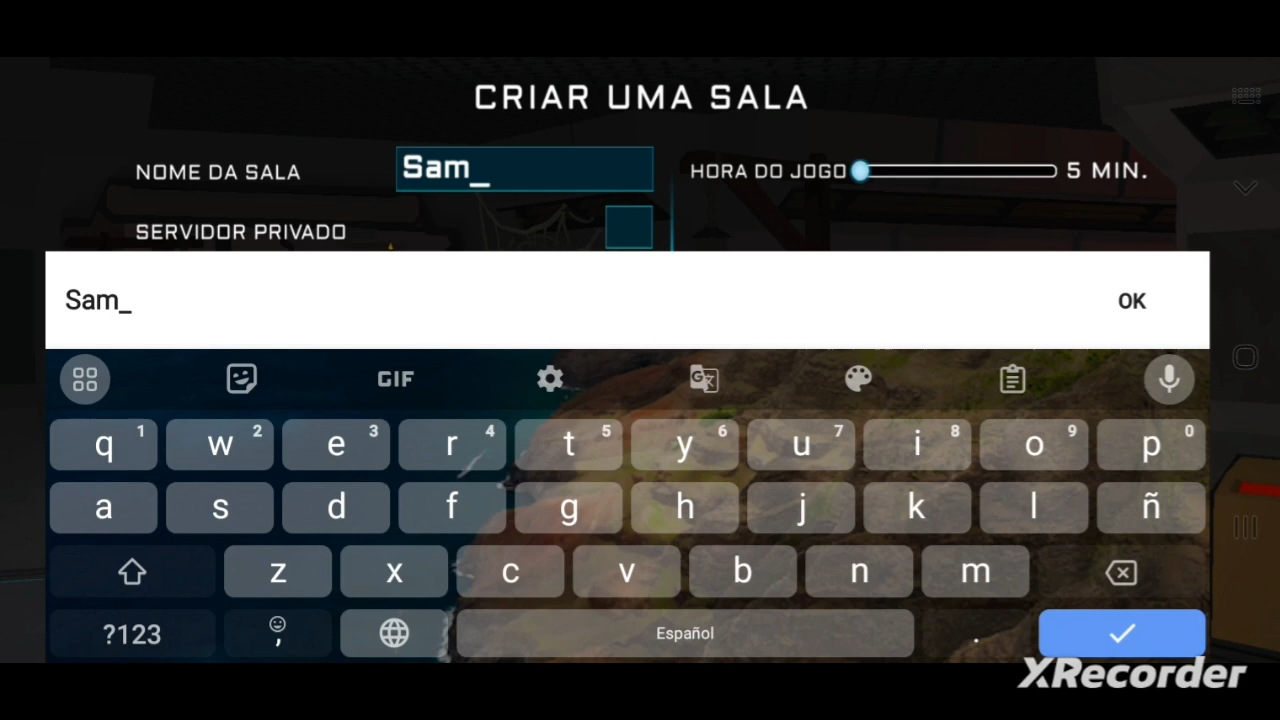 CRIAR UMA SALA
NOME DA SALA
Sam_
HORA DO JOGO
5 MIN.
SERVIDOR PRIVADO
Sam_
OK
GIF
q 1 w 2 e 3 r 4 t 5 y 6 u 7 i 8 o 9 p 0
a s d f g h j k l ñ
z x c v b n m
?123 , Español .
XRecorder